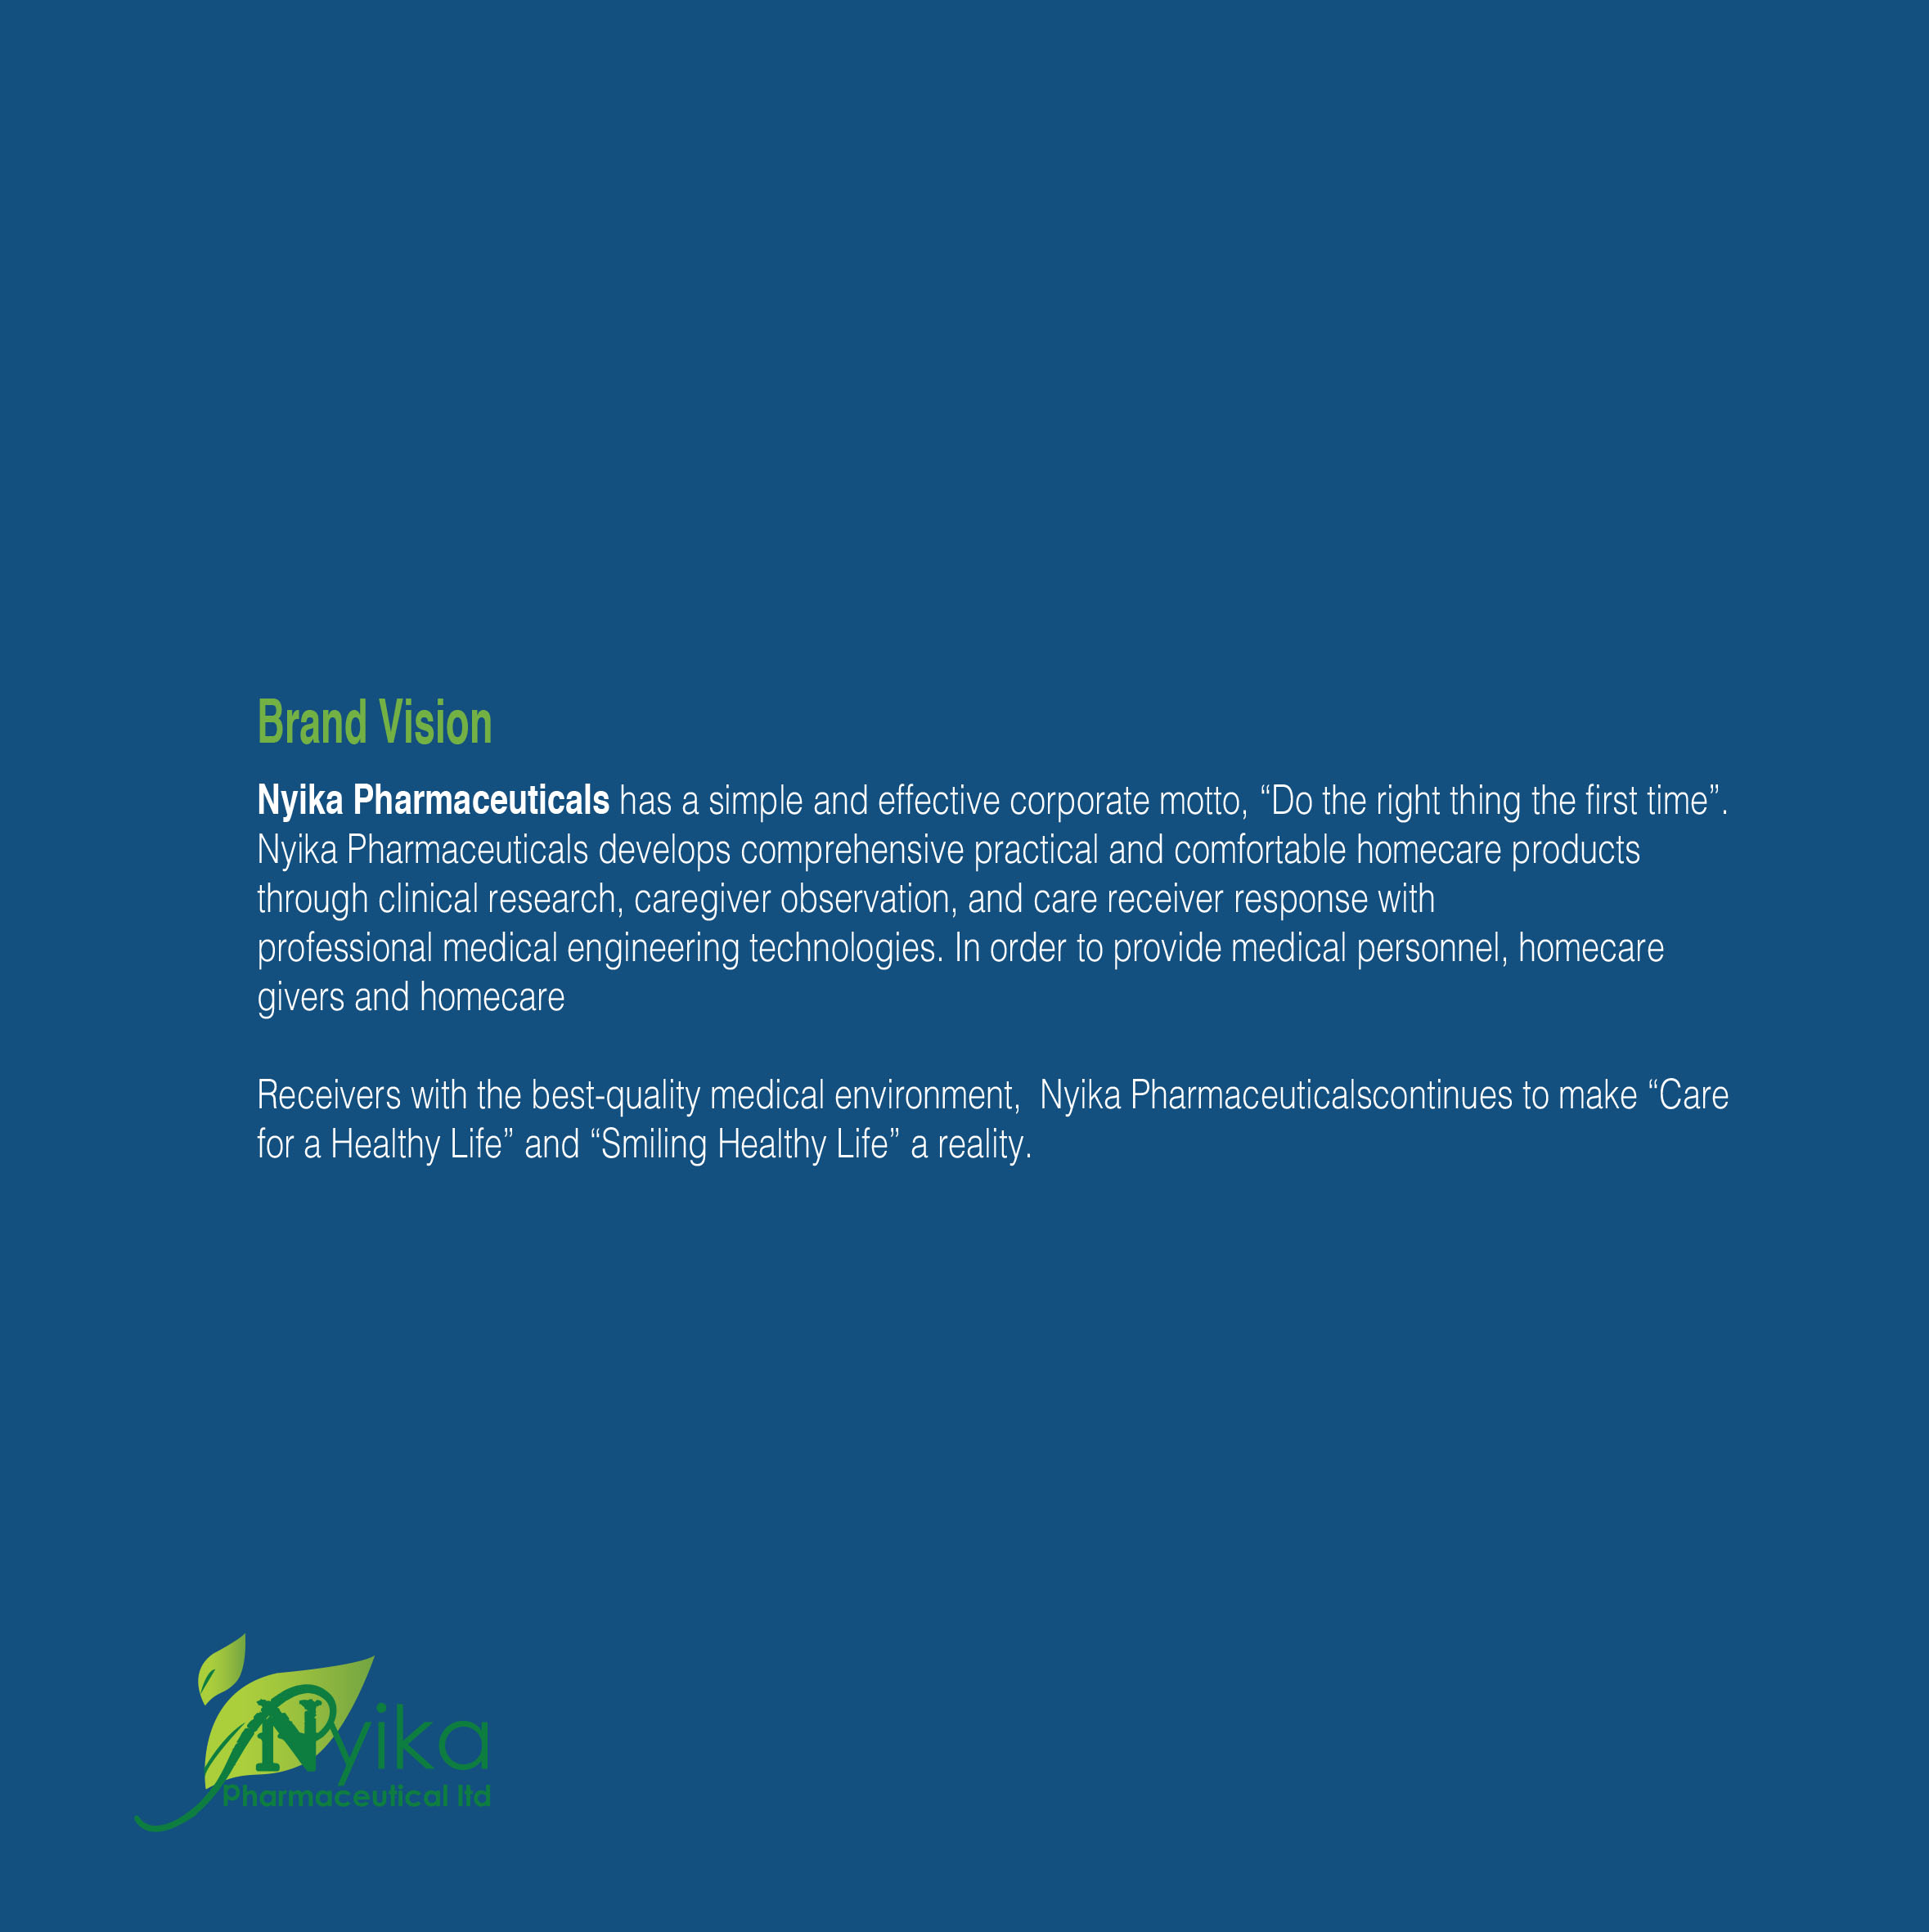 Brand Vision
Nyika Pharmaceuticals has a simple and effective corporate motto, “Do the right thing the first time”.
Nyika Pharmaceuticals develops comprehensive practical and comfortable homecare products
through clinical research, caregiver observation, and care receiver response with
professional medical engineering technologies. In order to provide medical personnel, homecare
givers and homecare
Receivers with the best-quality medical environment,  Nyika Pharmaceuticalscontinues to make “Care
for a Healthy Life” and “Smiling Healthy Life” a reality.
Nyika
Pharmaceutical ltd